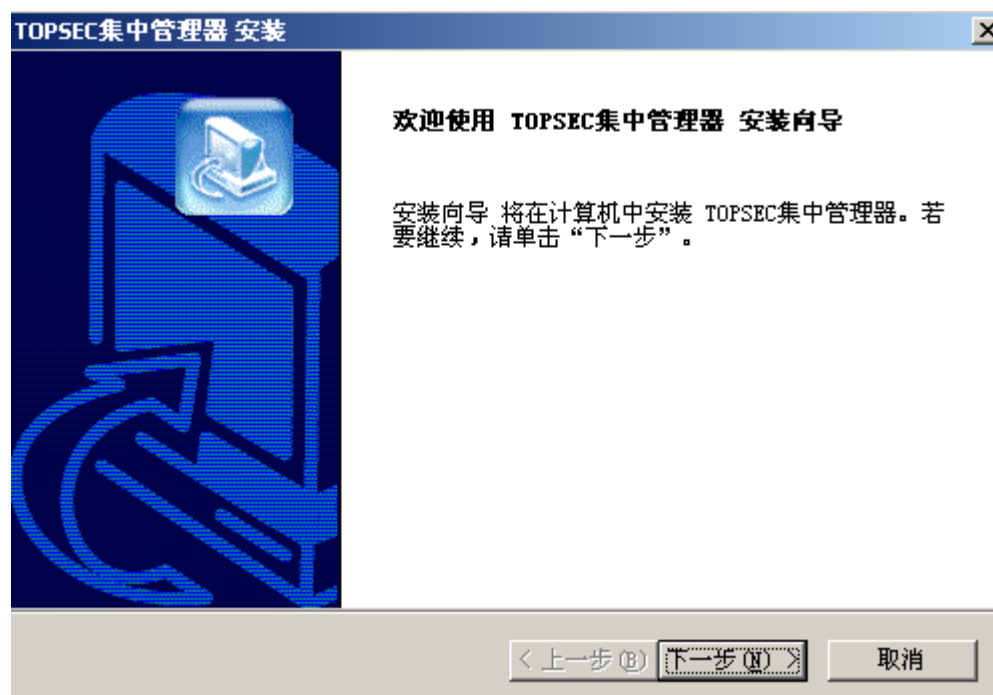 TOPSEC集中管理器 安装
欢迎使用 TOPSEC集中管理器 安装向导
安装向导 将在计算机中安装 TOPSEC集中管理器。若
要继续，请单击“下一步”。
< 上一步(B)
下一步(N) >
取消